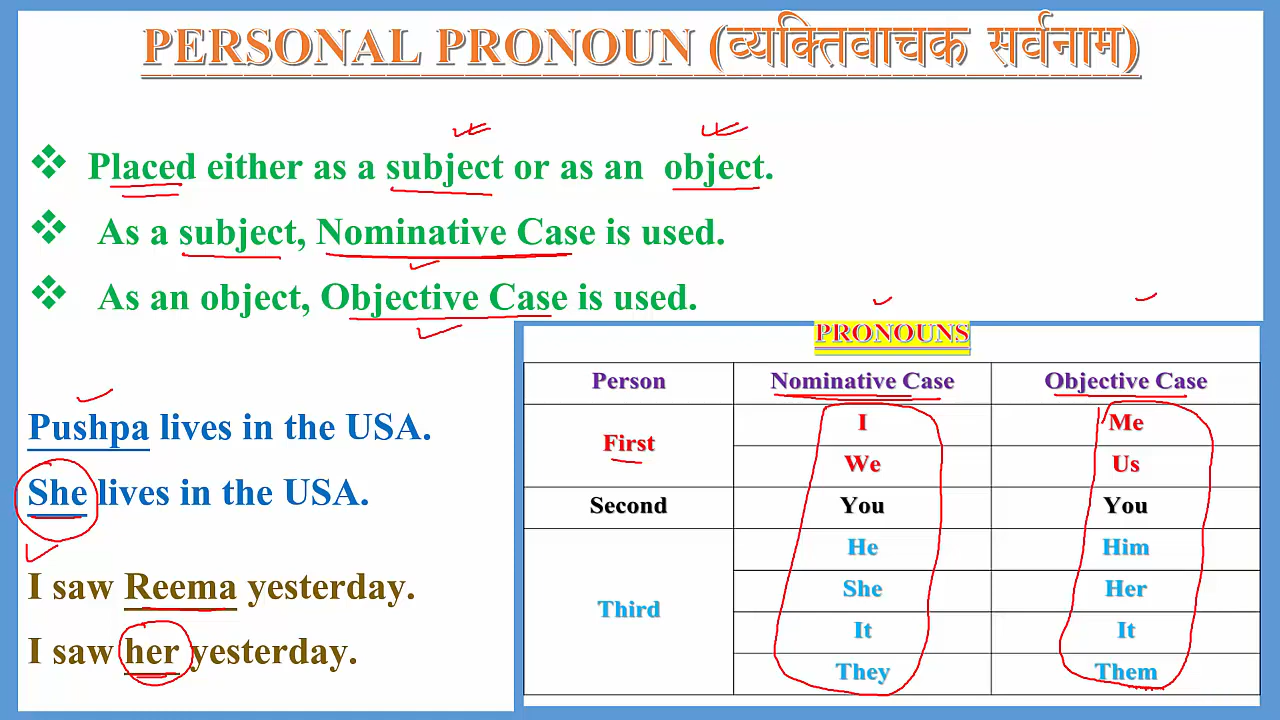 PERSONAL PRONOUN (व्यक्तिवाचक सर्वनाम)
Placed either as a subject or as an object.
As a subject, Nominative Case is used.
As an object, Objective Case is used.
Pushpa lives in the USA.
She lives in the USA.
I saw Reema yesterday.
I saw her yesterday.
PRONOUNS
Person Nominative Case Objective Case
First I Me
We Us
Second You You
Third He Him
She Her
It It
They Them